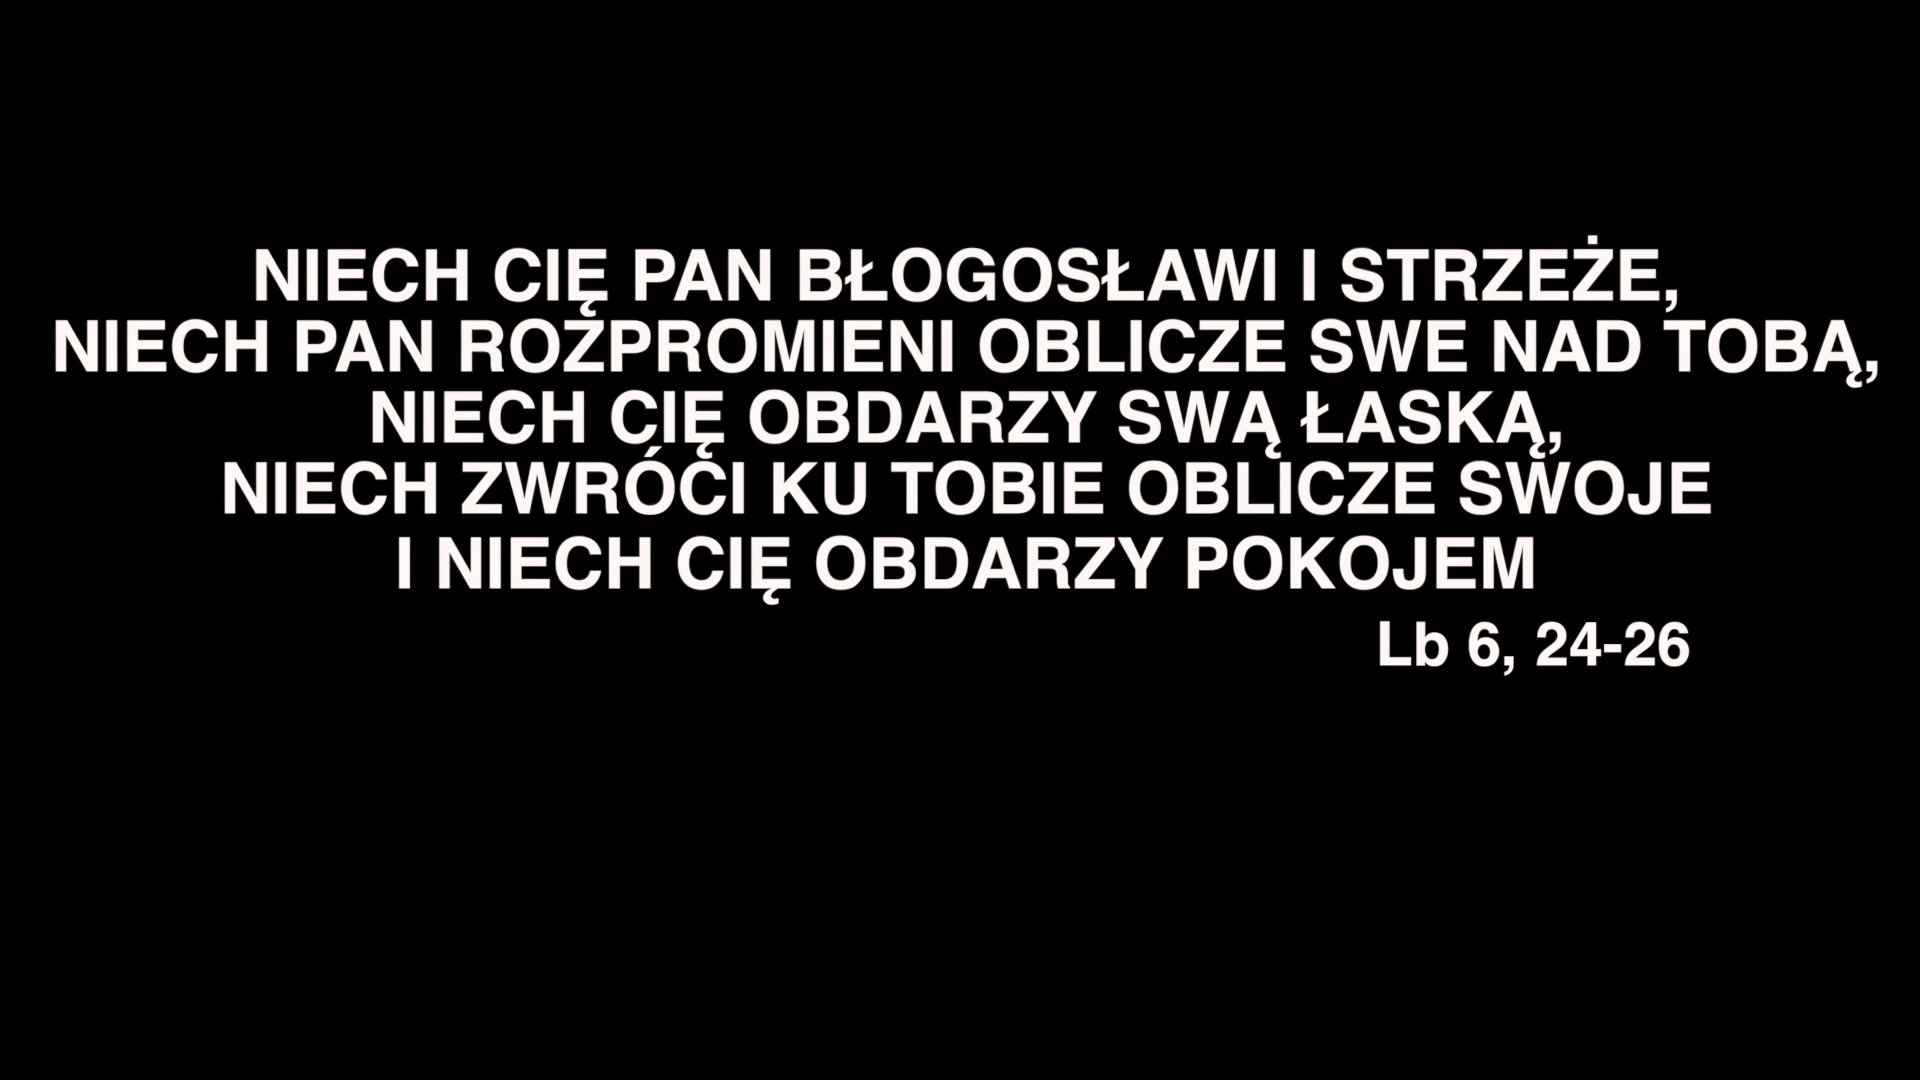 NIECH CIĘ PAN BŁOGOSŁAWI I STRZEŻE,
NIECH PAN ROZPROMIENI OBLICZE SWE NAD TOBĄ,
NIECH CIĘ OBDARZY SWĄ ŁASKĄ,
NIECH ZWRÓCI KU TOBIE OBLICZE SWOJE
I NIECH CIĘ OBDARZY POKOJEM
Lb 6, 24-26